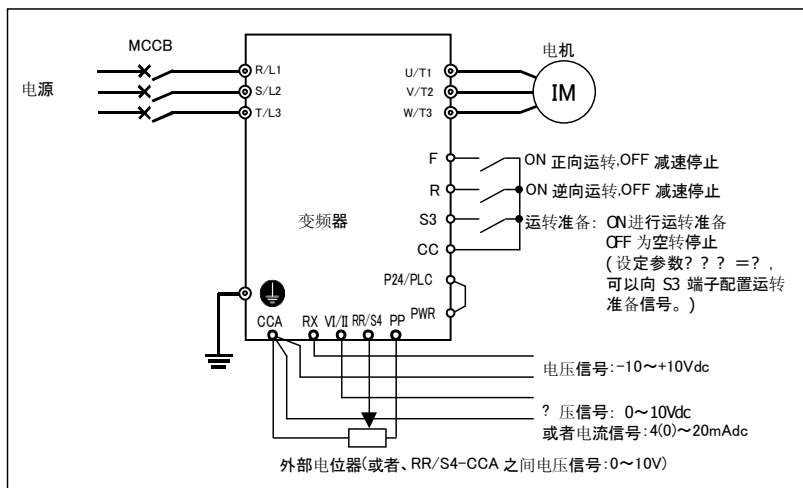 MCCB
电源
R/L1
S/L2
T/L3
U/T1
V/T2
W/T3
电机
IM
变频器
F
ON 正向运转,OFF 减速停止
R
ON 逆向运转,OFF 减速停止
S3
运转准备: ON进行运转准备
OFF 为空转停止
(设定参数? ? ? =? ,
可以向 S3 端子配置运转
准备信号。)
CC
P24/PLC
PWR
CCA
RX
VI/II
RR/S4
PP
电压信号:-10~+10Vdc
? 压信号: 0~10Vdc
或者电流信号:4(0)~20mAdc
外部电位器(或者、RR/S4-CCA 之间电压信号:0~10V)